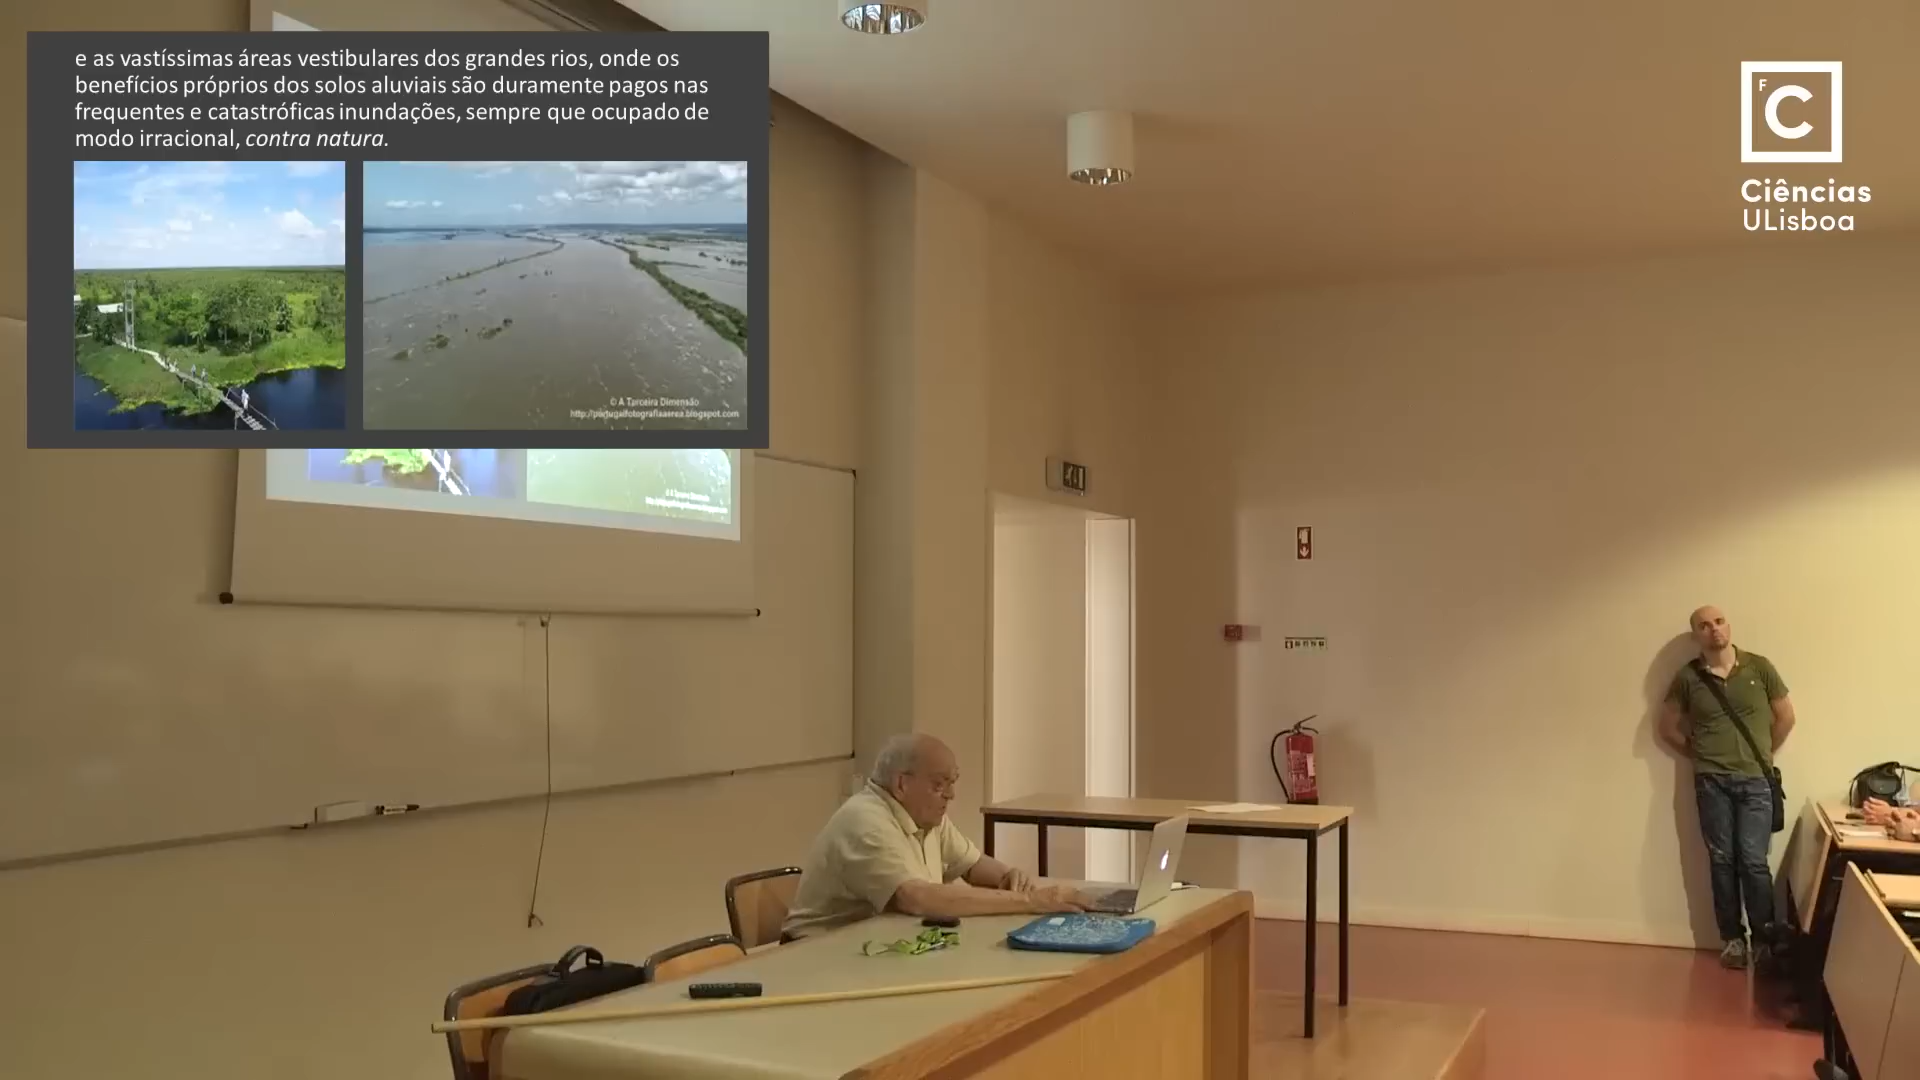 e as vastíssimas áreas vestibulares dos grandes rios, onde os
benefícios próprios dos solos aluviais são duramente pagos nas
frequentes e catastróficas inundações, sempre que ocupado de
modo irracional, contra natura.
© A Terceira Dimensão
http://portugalfotografiaaerea.blogspot.com
F
C
Ciências
ULisboa